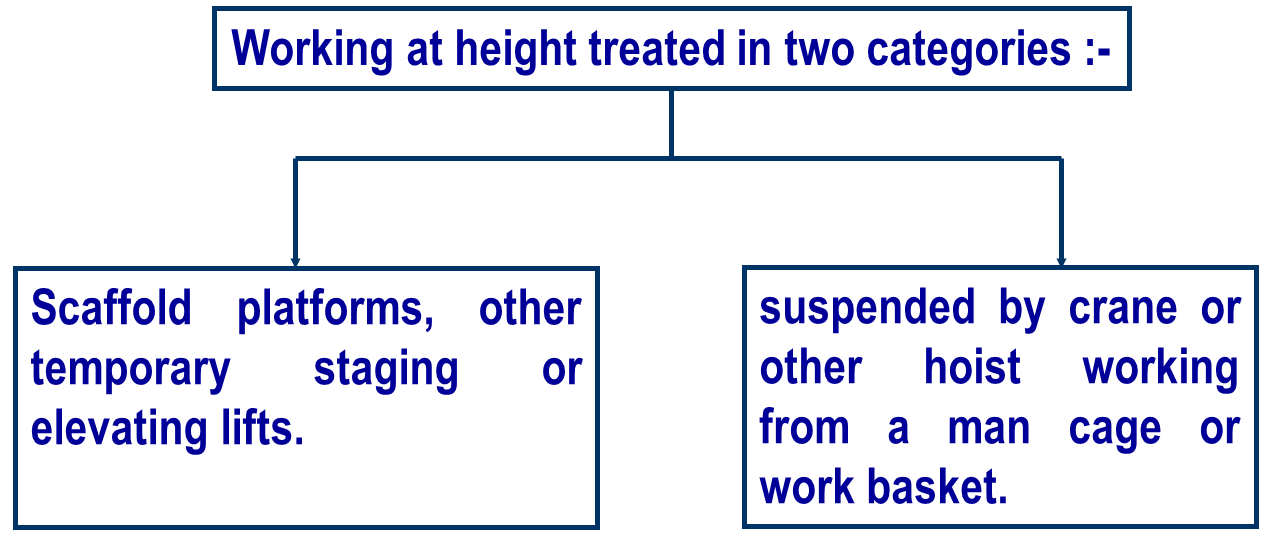 Working at height treated in two categories :-
Scaffold platforms, other
temporary staging or
elevating lifts.
suspended by crane or
other hoist working
from a man cage or
work basket.